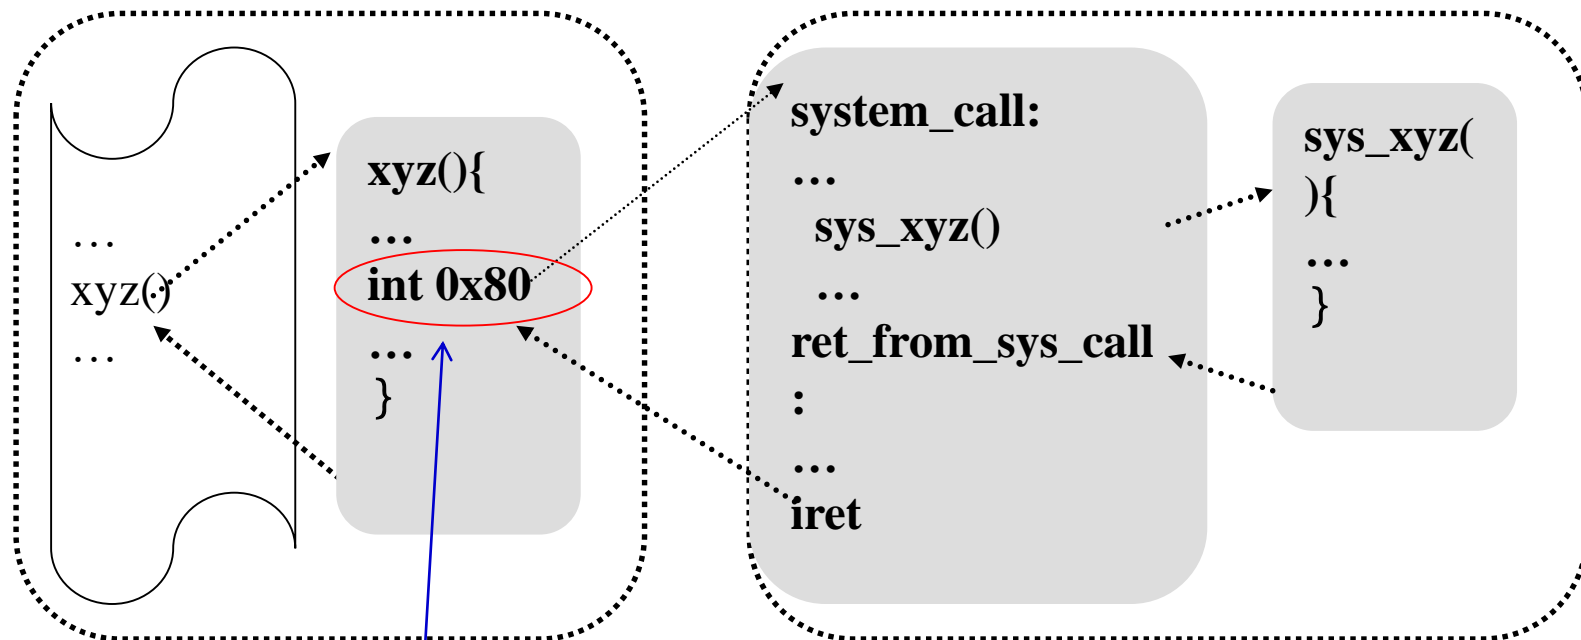 …
xyz()
…
xyz(){
…
int 0x80
…
}
system_call:
…
sys_xyz()
…
ret_from_sys_call
:
…
iret
sys_xyz(
){
…
}